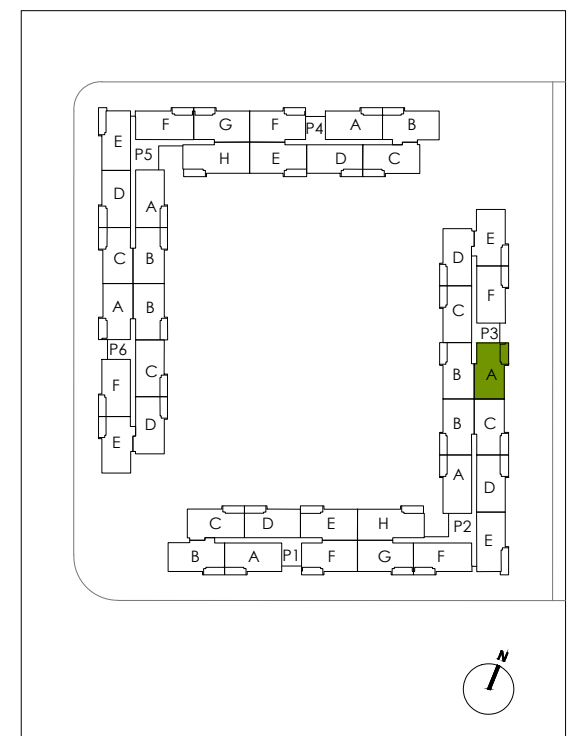 F G F P4 A B
E P5 H E D C
D A
C B
A B
P6
F C
E D
E
D
F
C
P3
B A
B C
A D
C D E H P2
B A P1 F G F E
N